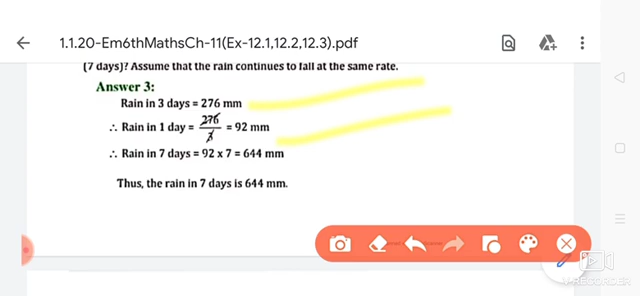 1.1.20-Em6thMathsCh-11(Ex-12.1,12.2,12.3).pdf
(7 days)? Assume that the rain continues to fall at the same rate.
Answer 3:
Rain in 3 days = 276 mm
∴ Rain in 1 day = 276/3 = 92 mm
∴ Rain in 7 days = 92 x 7 = 644 mm
Thus, the rain in 7 days is 644 mm.